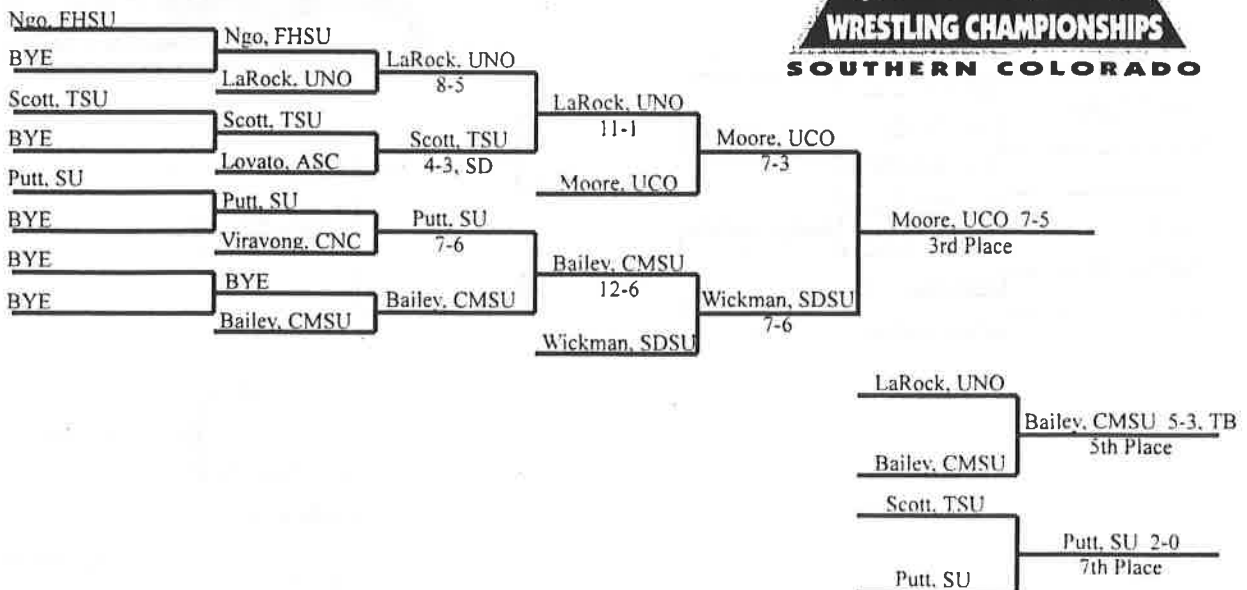 WRESTLING CHAMPIONSHIPS
SOUTHERN COLORADO
Ngo, FHSU
BYE
Scott, TSU
BYE
Putt, SU
BYE
BYE
BYE
Ngo, FHSU
LaRock, UNO
Scott, TSU
Lovato, ASC
Putt, SU
Viravong, CNC
BYE
Bailey, CMSU
LaRock, UNO
8-5
Scott, TSU
4-3, SD
Putt, SU
7-6
Bailey, CMSU
LaRock, UNO
11-1
Moore, UCO
Bailey, CMSU
12-6
Wickman, SDSU
Moore, UCO
7-3
Wickman, SDSU
7-6
Moore, UCO 7-5
3rd Place
LaRock, UNO
Bailey, CMSU
Bailey, CMSU 5-3, TB
5th Place
Scott, TSU
Putt, SU
Putt, SU 2-0
7th Place